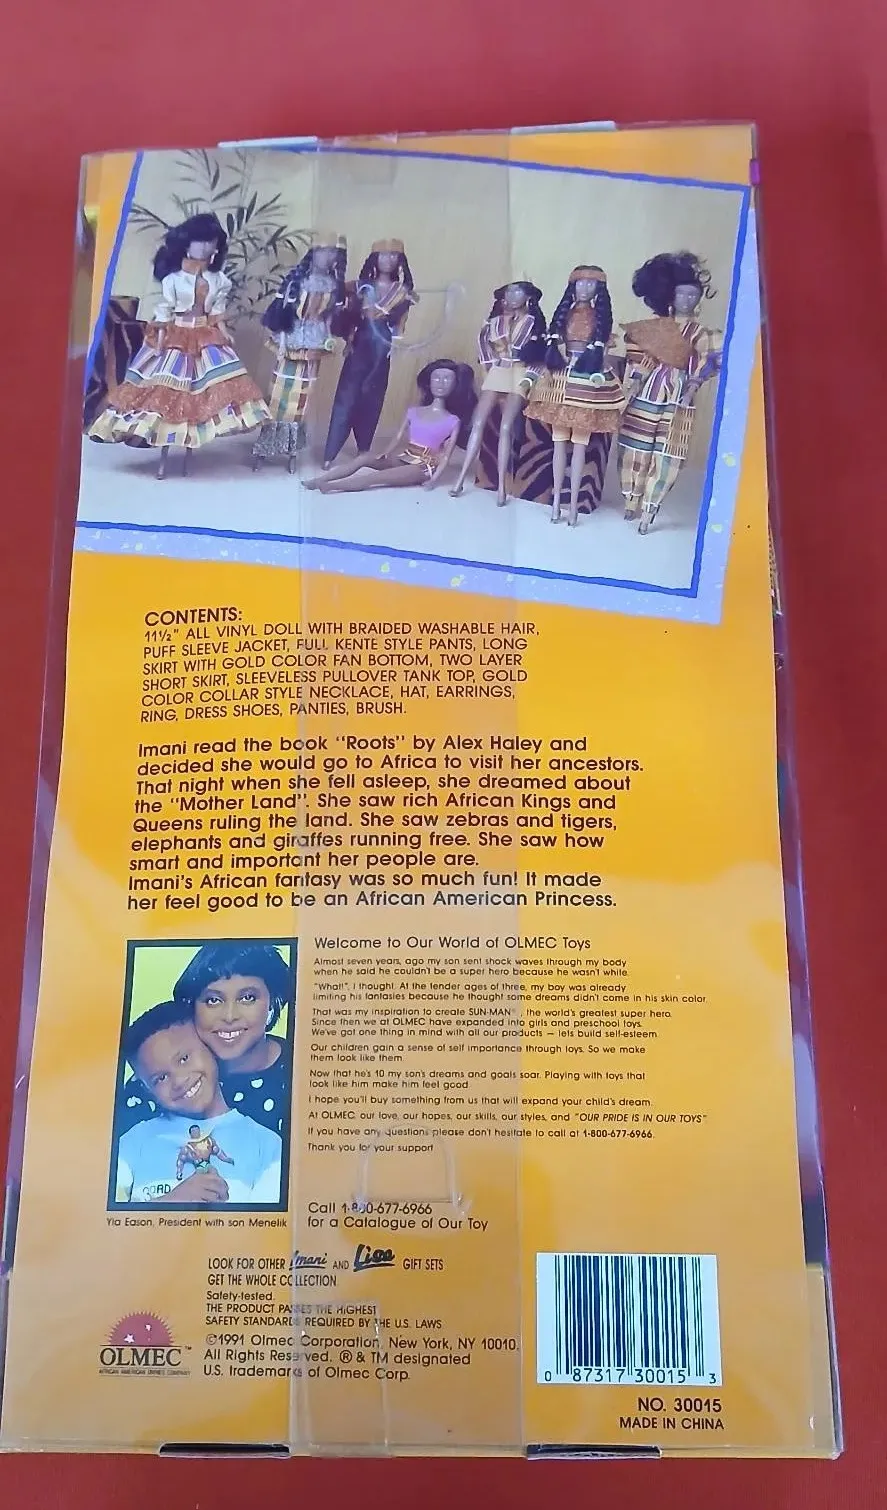 CONTENTS:
11½" ALL VINYL DOLL WITH BRAIDED WASHABLE HAIR,
PUFF SLEEVE JACKET, FULL KENTE STYLE PANTS, LONG
SKIRT WITH GOLD COLOR FAN BOTTOM, TWO LAYER
SHORT SKIRT, SLEEVELESS PULLOVER TANK TOP, GOLD
COLOR COLLAR STYLE NECKLACE, HAT, EARRINGS,
RING, DRESS SHOES, PANTIES, BRUSH.
Imani read the book "Roots" by Alex Haley and
decided she would go to Africa to visit her ancestors.
That night when she fell asleep, she dreamed about
the "Mother Land". She saw rich African Kings and
Queens ruling the land. She saw zebras and tigers,
elephants and giraffes running free. She saw how
smart and important her people are.
Imani's African fantasy was so much fun! It made
her feel good to be an African American Princess.
Welcome to Our World of OLMEC Toys
Almost seven years, ago my son sent shock waves through my body
when he said he couldn't be a super hero because he wasn't white.
"What!", I thought. At the tender ages of three, my boy was already
limiting his fantasies because he thought some dreams didn't come in his skin color
That was my inspiration to create SUN-MAN®, the world's greatest super hero.
Since then we at OLMEC have expanded into girls and preschool toys.
We've got one thing in mind with all our products — lets build self-esteem
Our children gain a sense of self importance through toys. So we make
them look like them
Now that he's 10 my son's dreams and goals soar. Playing with toys that
look like him make him feel good
I hope you'll buy something from us that will expand your child's dream.
At OLMEC our love, our hopes, our skills, our styles, and "OUR PRIDE IS IN OUR TOYS"
If you have any questions please don't hesitate to call at 1-800-677-6966.
Thank you for your support
Call 1-800-677-6966
for a Catalogue of Our Toy
Yla Eason, President with son Menelik
LOOK FOR OTHER Imani AND Lisa GIFT SETS
GET THE WHOLE COLLECTION
Safety-tested.
THE PRODUCT PASSES THE HIGHEST
SAFETY STANDARDS REQUIRED BY THE U.S. LAWS
©1991 Olmec Corporation, New York, NY 10010.
All Rights Reserved. ® & TM designated
U.S. trademarks of Olmec Corp.
OLMEC™
AFRICAN AMERICAN OWNED COMPANY
0 87317 30015 3
NO. 30015
MADE IN CHINA